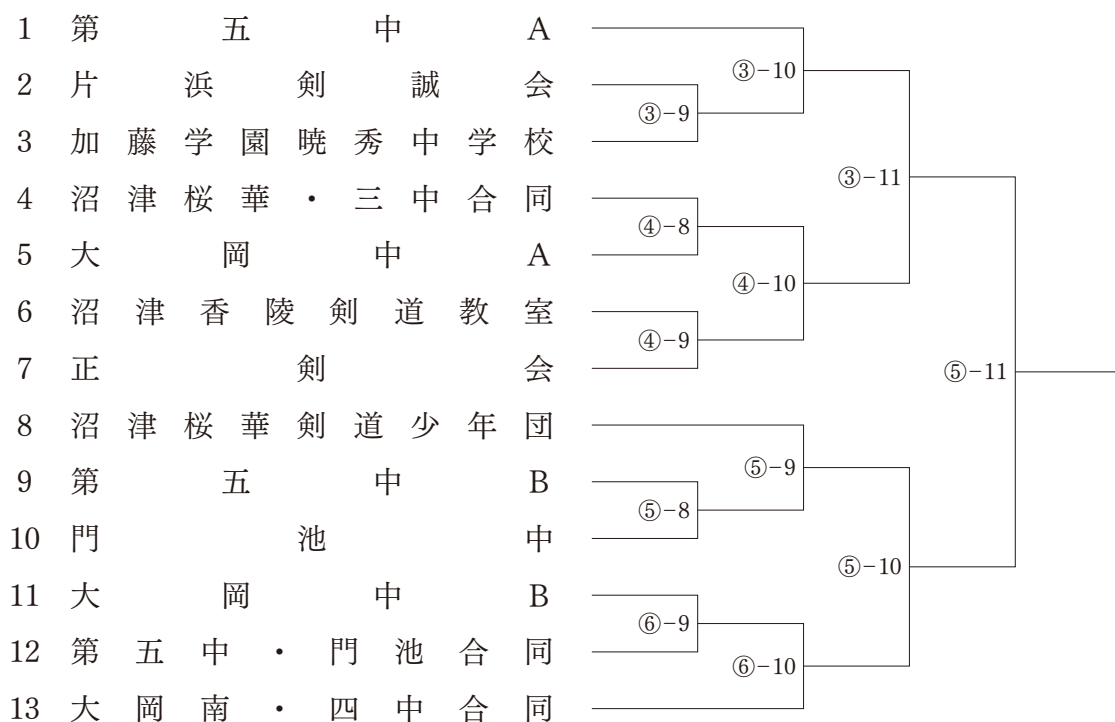 1 第五中A
2 片浜剣誠会
3 加藤学園暁秀中学校
4 沼津桜華・三中合同
5 大岡中A
6 沼津香陵剣道教室
7 正剣会
8 沼津桜華剣道少年団
9 第五中B
10 門池中
11 大岡中B
12 第五中・門池合同
13 大岡南・四中合同
③-10
③-9
③-11
④-8
④-10
④-9
⑤-11
⑤-9
⑤-8
⑤-10
⑥-9
⑥-10